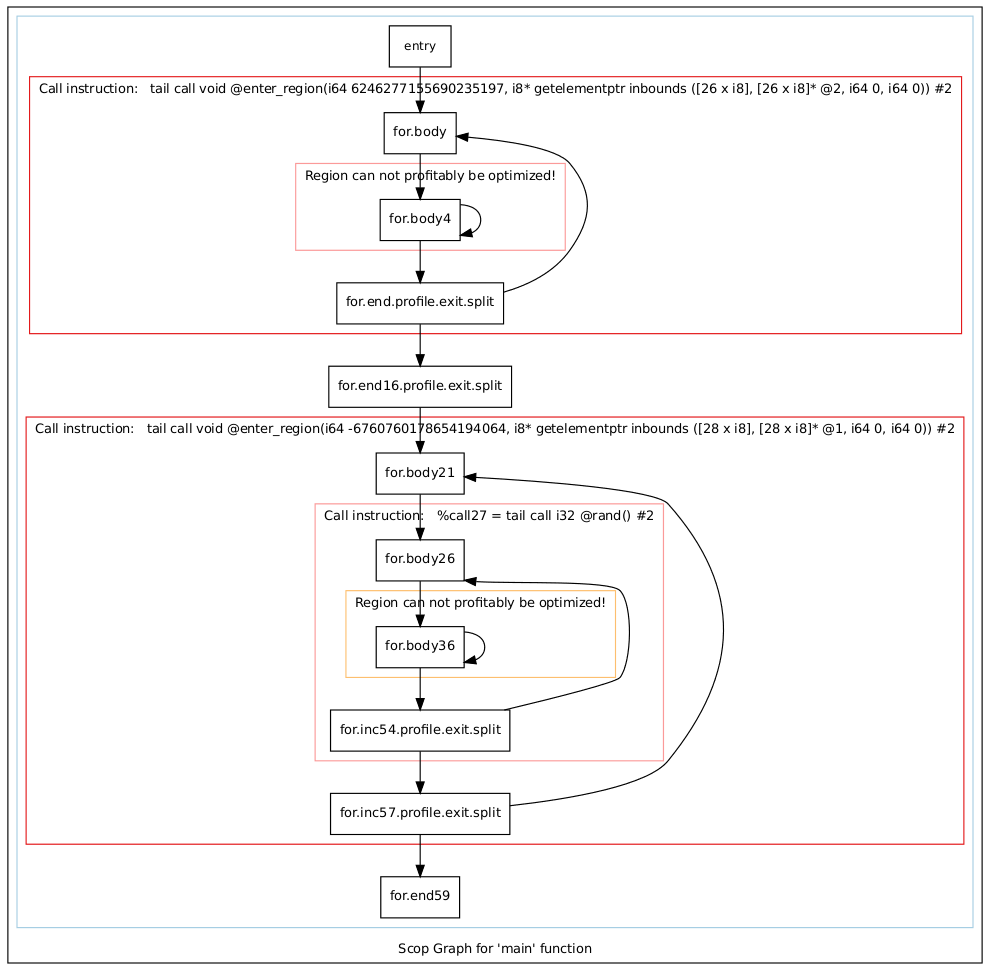 entry
Call instruction: tail call void @enter_region(i64 6246277155690235197, i8* getelementptr inbounds ([26 x i8], [26 x i8]* @2, i64 0, i64 0)) #2
for.body
Region can not profitably be optimized!
for.body4
for.end.profile.exit.split
for.end16.profile.exit.split
Call instruction: tail call void @enter_region(i64 -6760760178654194064, i8* getelementptr inbounds ([28 x i8], [28 x i8]* @1, i64 0, i64 0)) #2
for.body21
Call instruction: %call27 = tail call i32 @rand() #2
for.body26
Region can not profitably be optimized!
for.body36
for.inc54.profile.exit.split
for.inc57.profile.exit.split
for.end59
Scop Graph for 'main' function